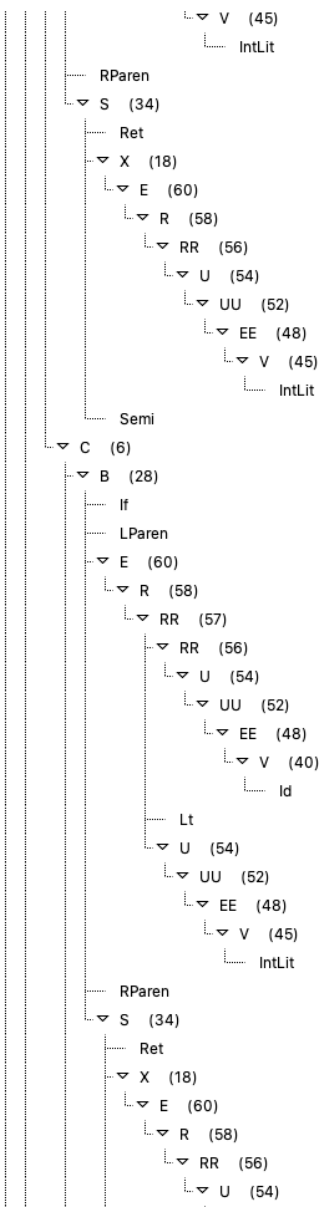 V (45)
IntLit
RParen
S (34)
Ret
X (18)
E (60)
R (58)
RR (56)
U (54)
UU (52)
EE (48)
V (45)
IntLit
Semi
C (6)
B (28)
If
LParen
E (60)
R (58)
RR (57)
RR (56)
U (54)
UU (52)
EE (48)
V (40)
Id
Lt
U (54)
UU (52)
EE (48)
V (45)
IntLit
RParen
S (34)
Ret
X (18)
E (60)
R (58)
RR (56)
U (54)